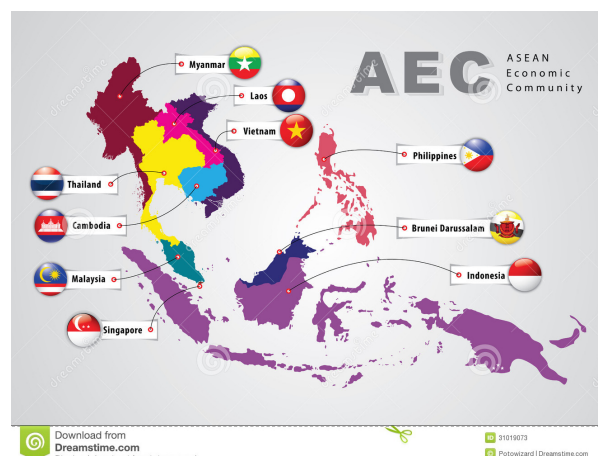 AEC
ASEAN
Economic
Community
Myanmar
Laos
Vietnam
Philippines
Thailand
Cambodia
Brunei Darussalam
Malaysia
Indonesia
Singapore
Download from
Dreamstime.com
ID 31019073
© Potowizard | Dreamstime.com